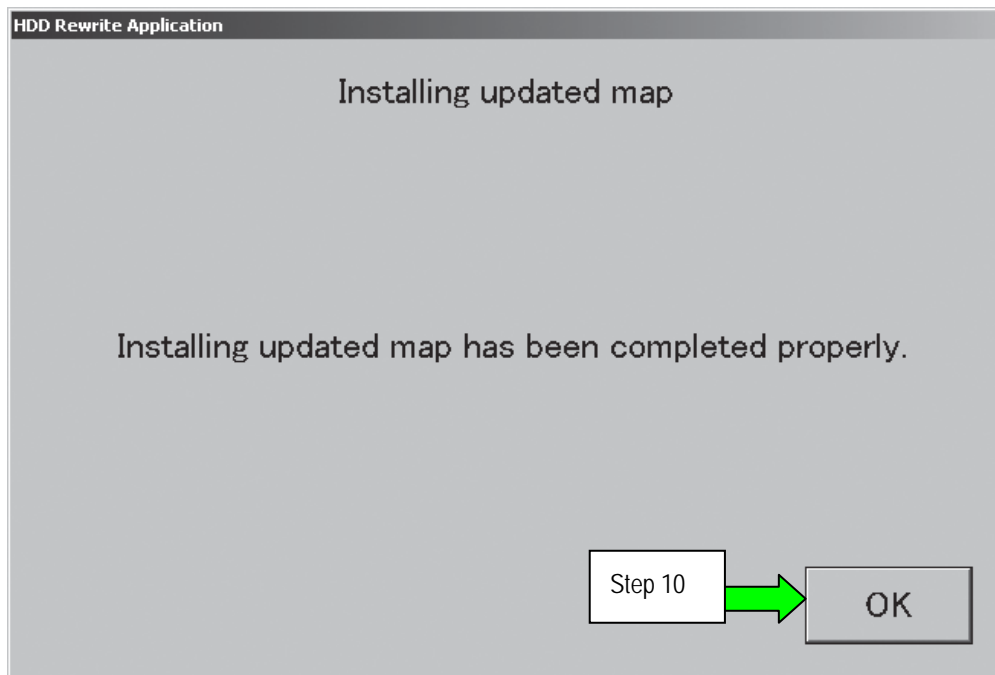 HDD Rewrite Application
Installing updated map
Installing updated map has been completed properly.
Step 10
OK